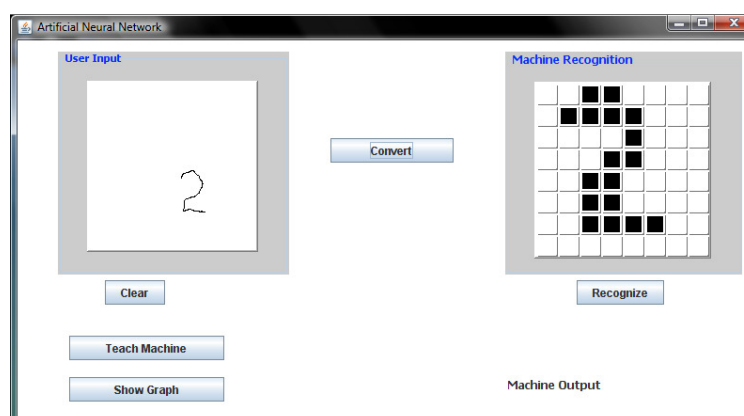 Artificial Neural Network
User Input
Machine Recognition
2
Convert
Clear
Recognize
Teach Machine
Show Graph
Machine Output